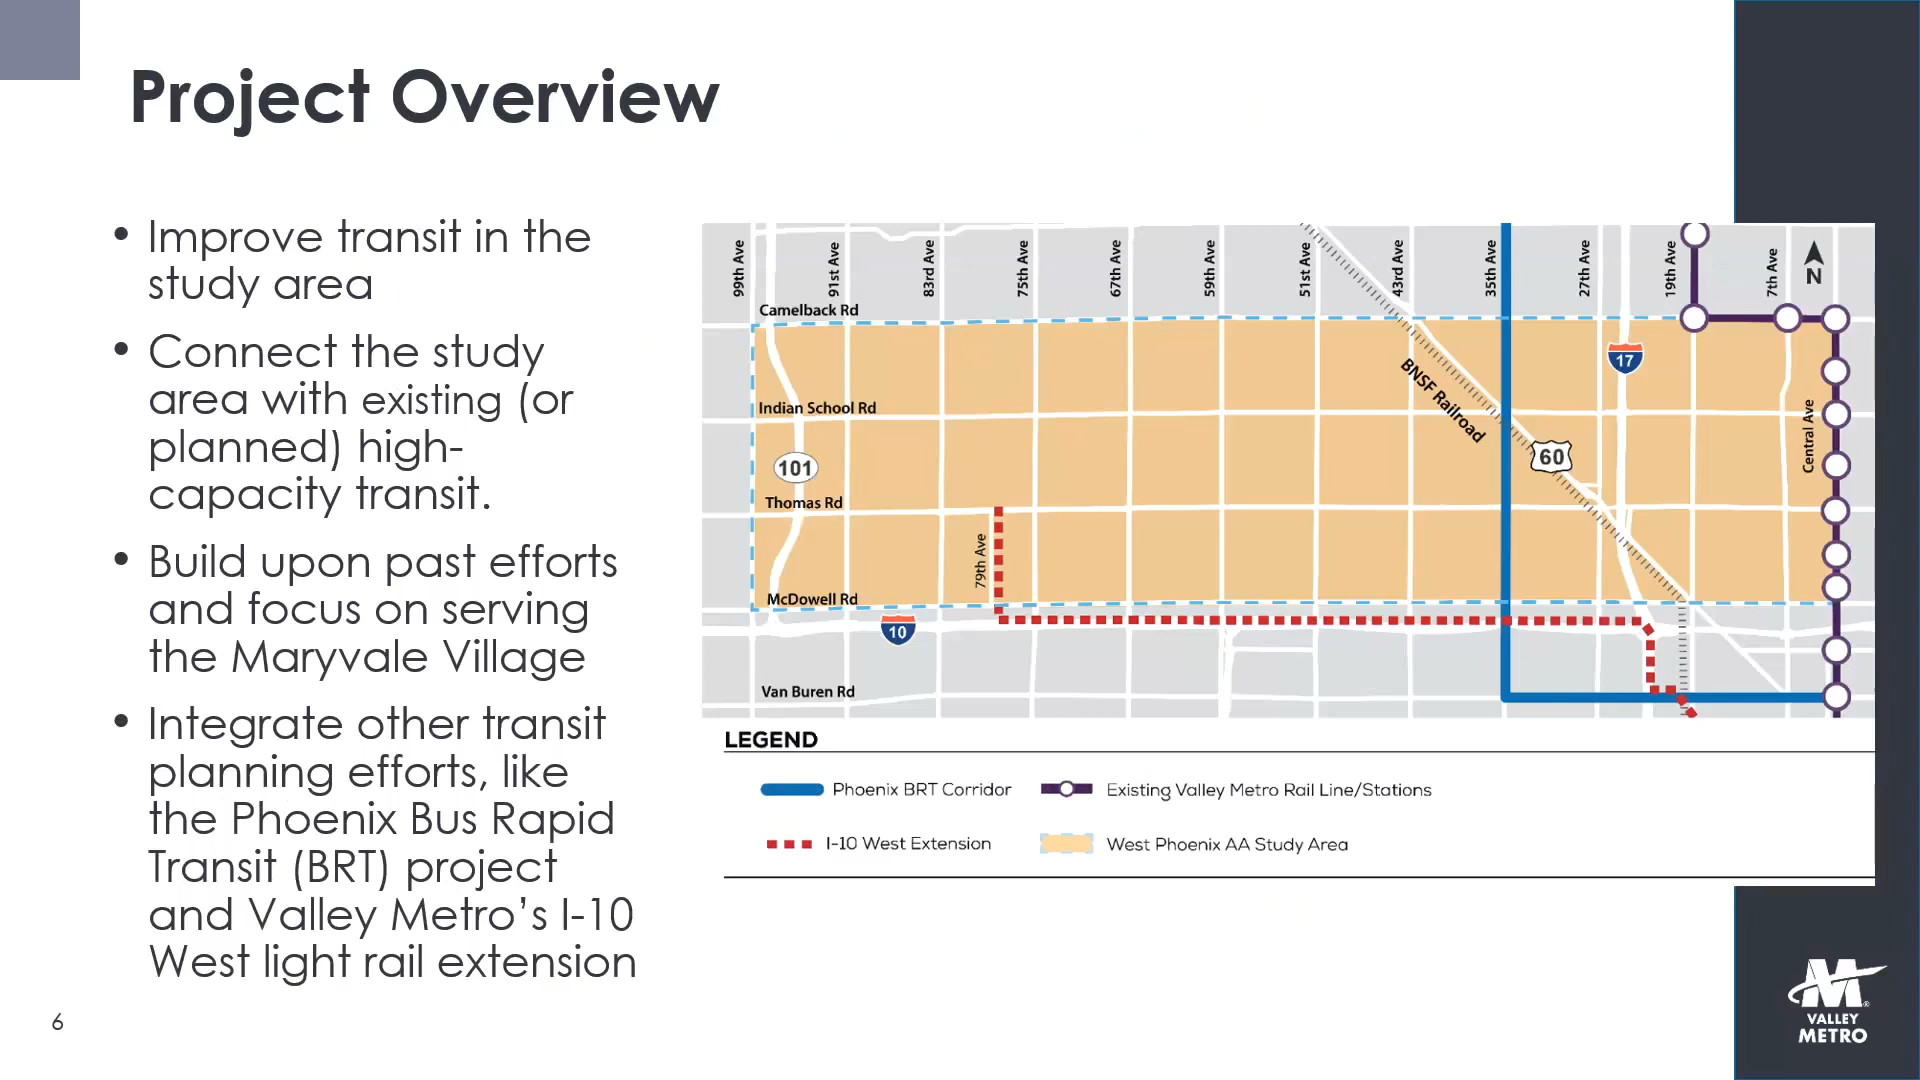 Project Overview
• Improve transit in the
study area
• Connect the study
area with existing (or
planned) high-
capacity transit.
• Build upon past efforts
and focus on serving
the Maryvale Village
• Integrate other transit
planning efforts, like
the Phoenix Bus Rapid
Transit (BRT) project
and Valley Metro’s I-10
West light rail extension
6
99th Ave
91st Ave
83rd Ave
75th Ave
67th Ave
59th Ave
51st Ave
43rd Ave
35th Ave
27th Ave
19th Ave
7th Ave
N
Camelback Rd
17
BNSF Railroad
Indian School Rd
Central Ave
101
60
Thomas Rd
79th Ave
McDowell Rd
10
Van Buren Rd
LEGEND
Phoenix BRT Corridor
Existing Valley Metro Rail Line/Stations
I-10 West Extension
West Phoenix AA Study Area
VALLEY
METRO